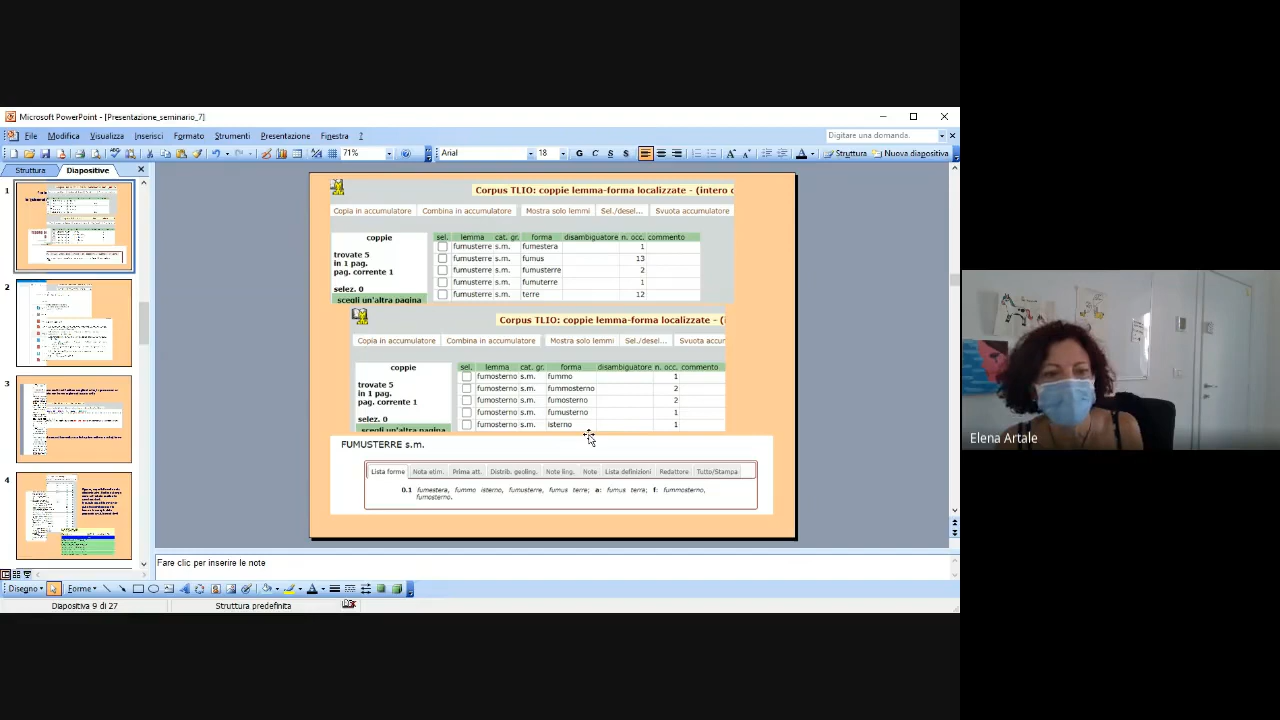 Microsoft PowerPoint - [Presentazione_seminario_7]
File Modifica Visualizza Inserisci Formato Strumenti Presentazione Finestra ?
Digitare una domanda.
71% Arial 18 G C S S Struttura Nuova diapositiva
Struttura Diapositive
1
2
3
4
Corpus TLIO: coppie lemma-forma localizzate - (intero
Copia in accumulatore Combina in accumulatore Mostra solo lemmi Sel./desel... Svuota accumulatore
coppie
trovate 5
in 1 pag.
pag. corrente 1
selez. 0
scegli un'altra pagina
sel. lemma cat. gr. forma disambiguatore n. occ. commento
fumusterre s.m. fumestera 1
fumusterre s.m. fumus 13
fumusterre s.m. fumusterre 2
fumusterre s.m. fumuterre 1
fumusterre s.m. terre 12
Corpus TLIO: coppie lemma-forma localizzate - (i
Copia in accumulatore Combina in accumulatore Mostra solo lemmi Sel./desel... Svuota accur
coppie
trovate 5
in 1 pag.
pag. corrente 1
selez. 0
scegli un'altra pagina
sel. lemma cat. gr. forma disambiguatore n. occ. commento
fumosterno s.m. fummo 1
fumosterno s.m. fummosterno 2
fumosterno s.m. fumosterno 2
fumosterno s.m. fumusterno 1
fumosterno s.m. isterno 1
FUMUSTERRE s.m.
Lista forme Nota etim. Prima att. Distrib. geoling. Note ling. Note Lista definizioni Redattore Tutto/Stampa
0.1 fumestera, fummo isterno, fumusterre, fumus terre; a: fumus terra; f: fummosterno,
fumosterno.
Fare clic per inserire le note
Disegno Forme
Diapositiva 9 di 27 Struttura predefinita
Elena Artale